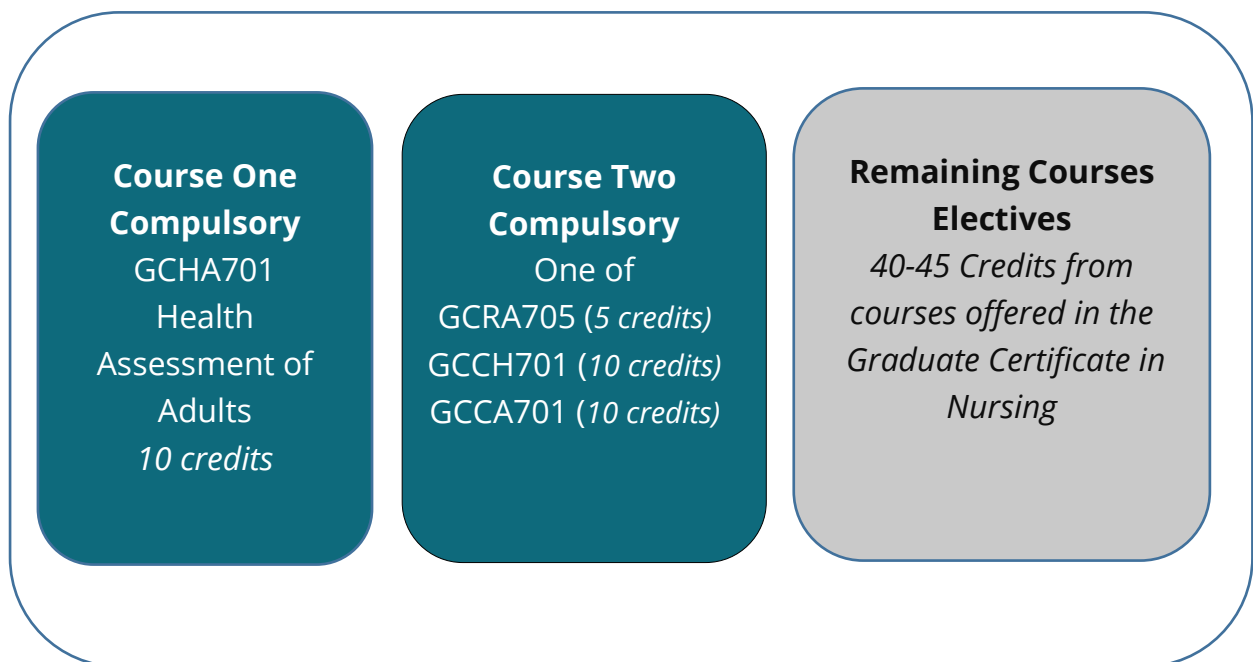 Course One
Compulsory
GCHA701
Health
Assessment of
Adults
10 credits
Course Two
Compulsory
One of
GCRA705 (5 credits)
GCCH701 (10 credits)
GCCA701 (10 credits)
Remaining Courses
Electives
40-45 Credits from
courses offered in the
Graduate Certificate in
Nursing